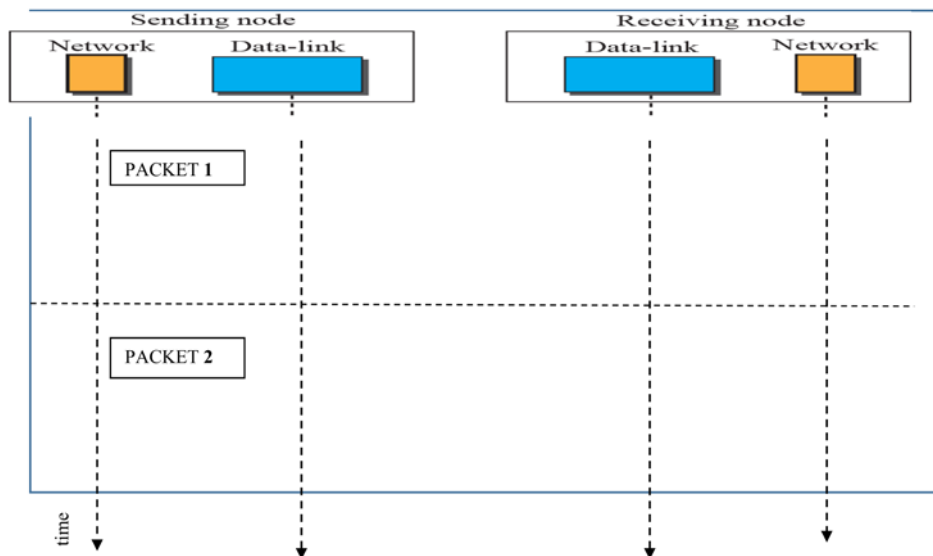 Sending node
Receiving node
Network
Data-link
Data-link
Network
PACKET 1
PACKET 2
time